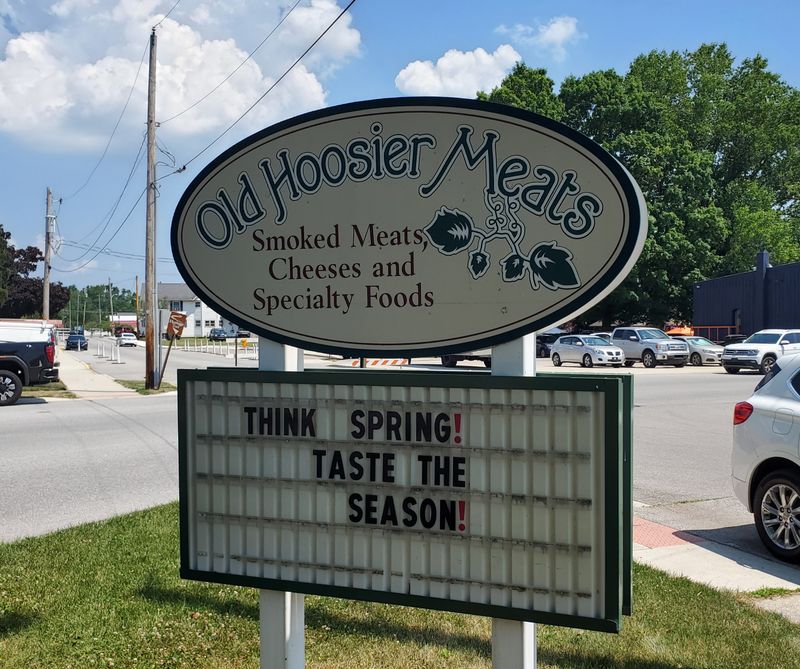 Old Hoosier Meats
Smoked Meats,
Cheeses and
Specialty Foods
THINK SPRING!
TASTE THE
SEASON!